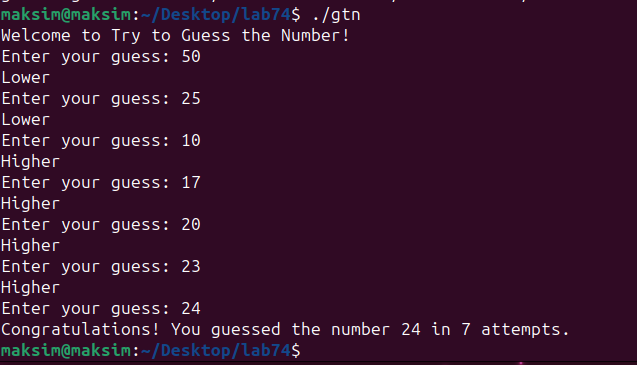 maksim@maksim:~/Desktop/lab74$ ./gtn
Welcome to Try to Guess the Number!
Enter your guess: 50
Lower
Enter your guess: 25
Lower
Enter your guess: 10
Higher
Enter your guess: 17
Higher
Enter your guess: 20
Higher
Enter your guess: 23
Higher
Enter your guess: 24
Congratulations! You guessed the number 24 in 7 attempts.
maksim@maksim:~/Desktop/lab74$